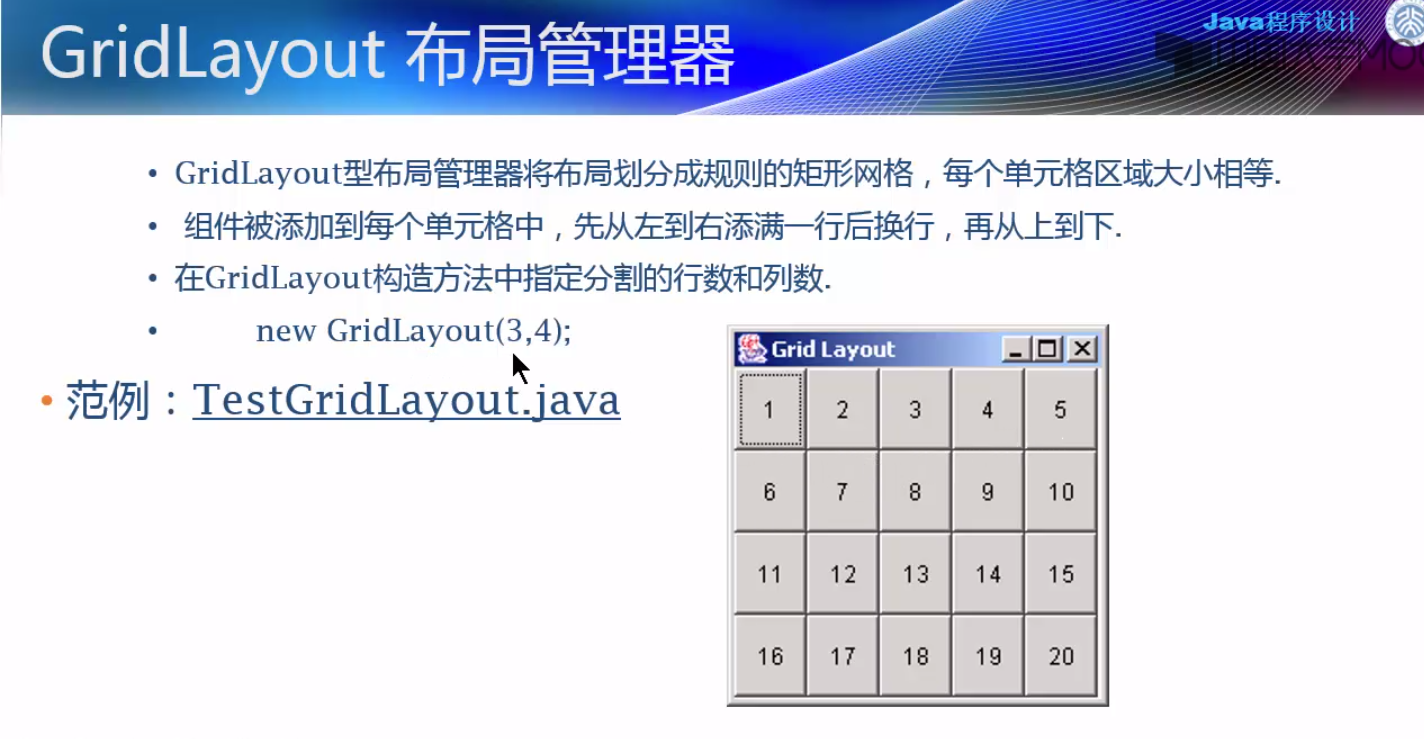 GridLayout 布局管理器
Java程序设计
• GridLayout型布局管理器将布局划分成规则的矩形网格，每个单元格区域大小相等.
• 组件被添加到每个单元格中，先从左到右添满一行后换行，再从上到下.
• 在GridLayout构造方法中指定分割的行数和列数.
• new GridLayout(3,4);
• 范例：TestGridLayout.java
Grid Layout
1 2 3 4 5
6 7 8 9 10
11 12 13 14 15
16 17 18 19 20